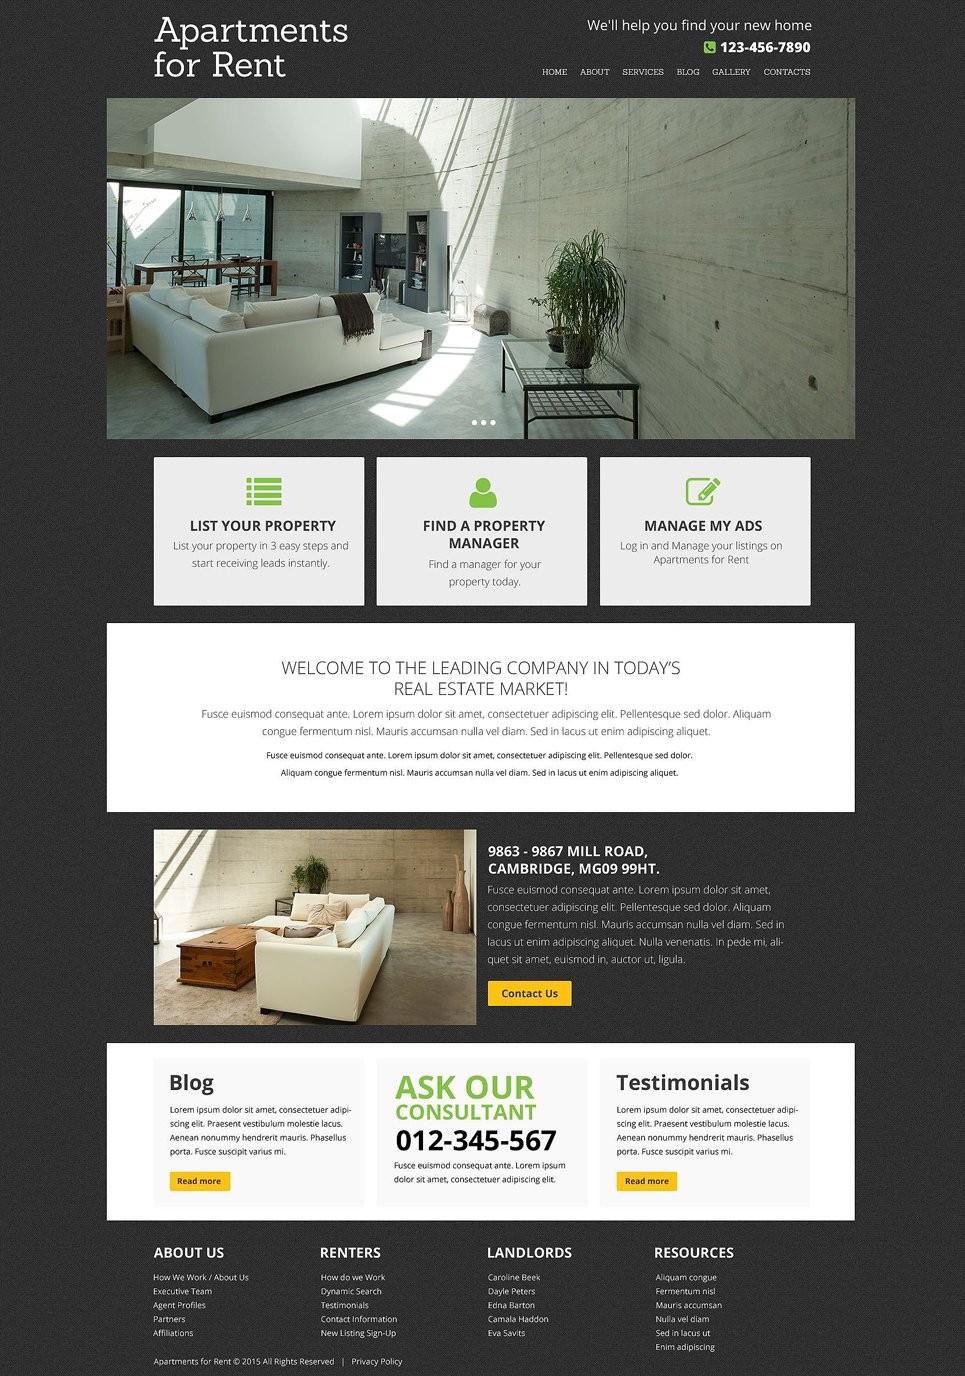 Apartments
for Rent
We'll help you find your new home
123-456-7890
HOME ABOUT SERVICES BLOG GALLERY CONTACTS
LIST YOUR PROPERTY
List your property in 3 easy steps and
start receiving leads instantly.
FIND A PROPERTY
MANAGER
Find a manager for your
property today.
MANAGE MY ADS
Log in and Manage your listings on
Apartments for Rent
WELCOME TO THE LEADING COMPANY IN TODAY'S
REAL ESTATE MARKET!
Fusce euismod consequat ante. Lorem ipsum dolor sit amet, consectetuer adipiscing elit. Pellentesque sed dolor. Aliquam
congue fermentum nisl. Mauris accumsan nulla vel diam. Sed in lacus ut enim adipiscing aliquet.
Fusce euismod consequat ante. Lorem ipsum dolor sit amet, consectetuer adipiscing elit. Pellentesque sed dolor.
Aliquam congue fermentum nisl. Mauris accumsan nulla vel diam. Sed in lacus ut enim adipiscing aliquet.
9863 - 9867 MILL ROAD,
CAMBRIDGE, MG09 99HT.
Fusce euismod consequat ante. Lorem ipsum dolor sit amet,
consectetuer adipiscing elit. Pellentesque sed dolor. Aliquam
congue fermentum nisl. Mauris accumsan nulla vel diam. Sed in
lacus ut enim adipiscing aliquet. Nulla venenatis. In pede mi, ali-
quet sit amet, euismod in, auctor ut, ligula.
Contact Us
Blog
Lorem ipsum dolor sit amet, consectetuer adipi-
scing elit. Praesent vestibulum molestie lacus.
Aenean nonummy hendrerit mauris. Phasellus
porta. Fusce suscipit varius mi.
Read more
ASK OUR
CONSULTANT
012-345-567
Fusce euismod consequat ante. Lorem ipsum
dolor sit amet, consectetuer adipiscing elit.
Testimonials
Lorem ipsum dolor sit amet, consectetuer adipi-
scing elit. Praesent vestibulum molestie lacus.
Aenean nonummy hendrerit mauris. Phasellus
porta. Fusce suscipit varius mi.
Read more
ABOUT US
How We Work / About Us
Executive Team
Agent Profiles
Partners
Affiliations
RENTERS
How do we Work
Dynamic Search
Testimonials
Contact Information
New Listing Sign-Up
LANDLORDS
Caroline Beek
Dayle Peters
Edna Barton
Camala Haddon
Eva Savits
RESOURCES
Aliquam congue
Fermentum nisl
Mauris accumsan
Nulla vel diam
Sed in lacus ut
Enim adipiscing
Apartments for Rent © 2015 All Rights Reserved | Privacy Policy